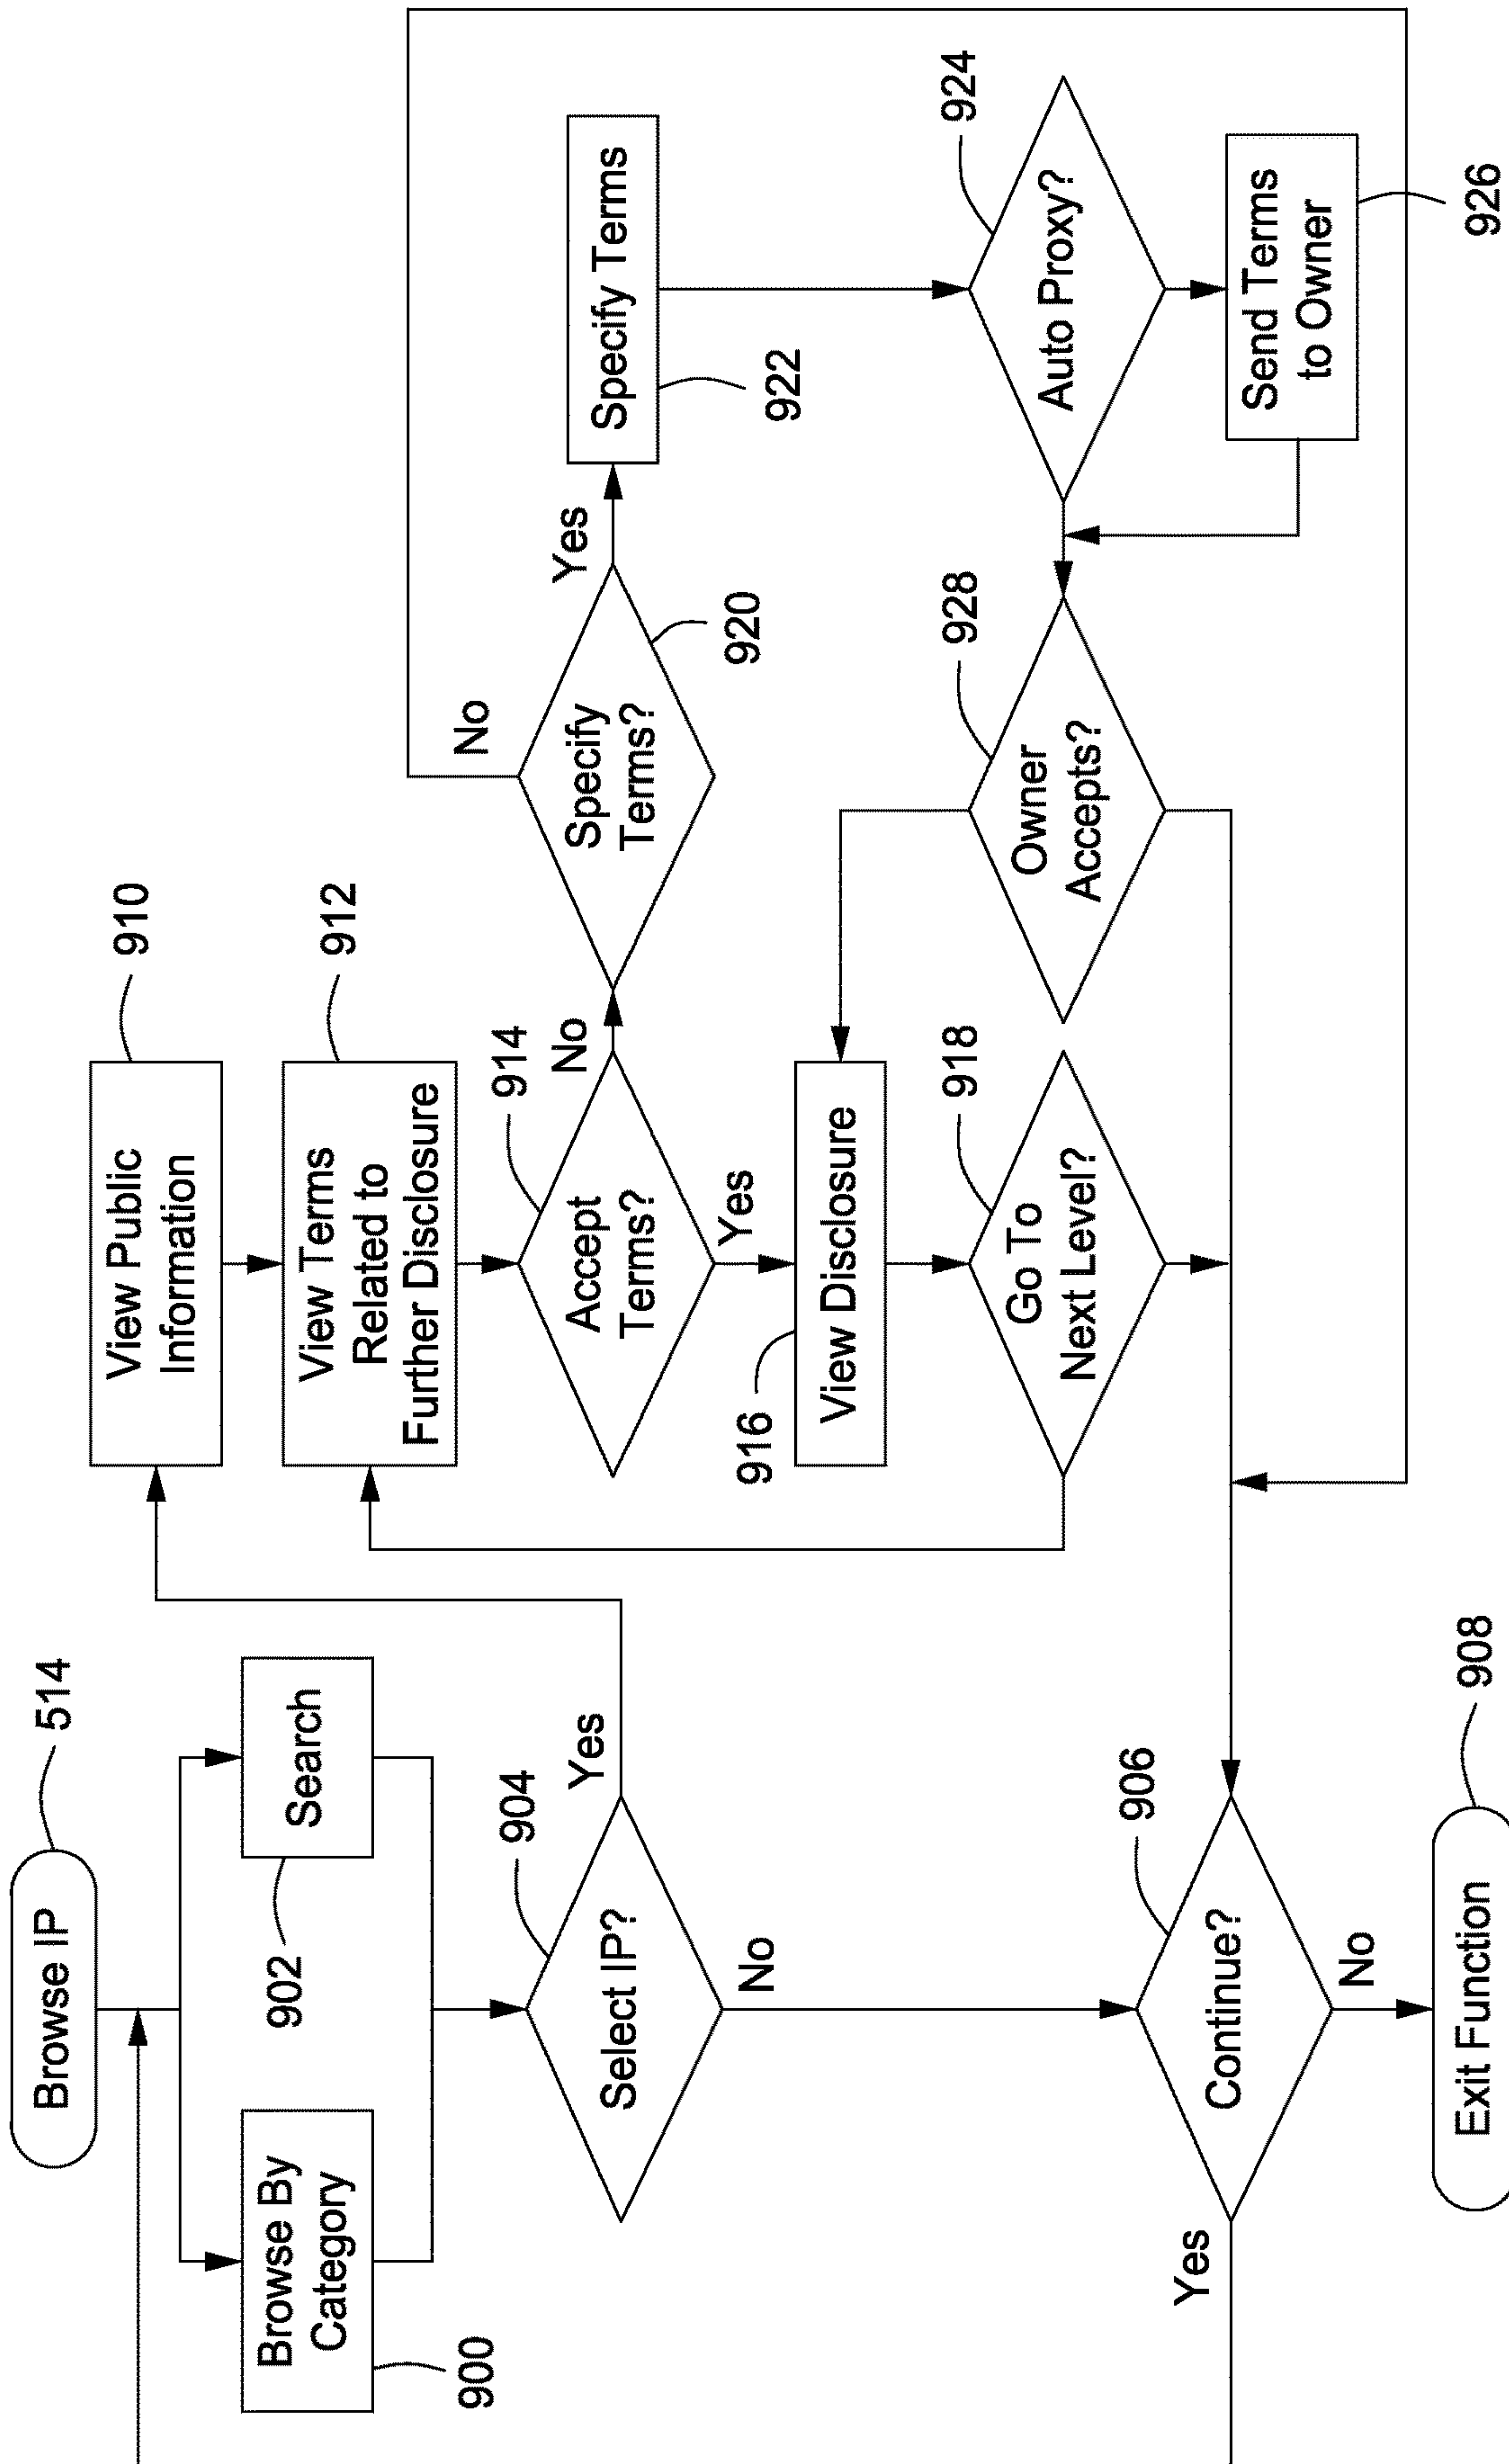 Browse IP
514
Browse By
Category
900
Search
902
Select IP?
904
Yes
No
Continue?
906
Yes
No
Exit Function
908
View Public
Information
910
View Terms
Related to
Further Disclosure
912
Accept
Terms?
914
No
Yes
View Disclosure
916
Go To
Next Level?
918
Specify
Terms?
920
No
Yes
Specify Terms
922
Auto Proxy?
924
Send Terms
to Owner
926
Owner
Accepts?
928